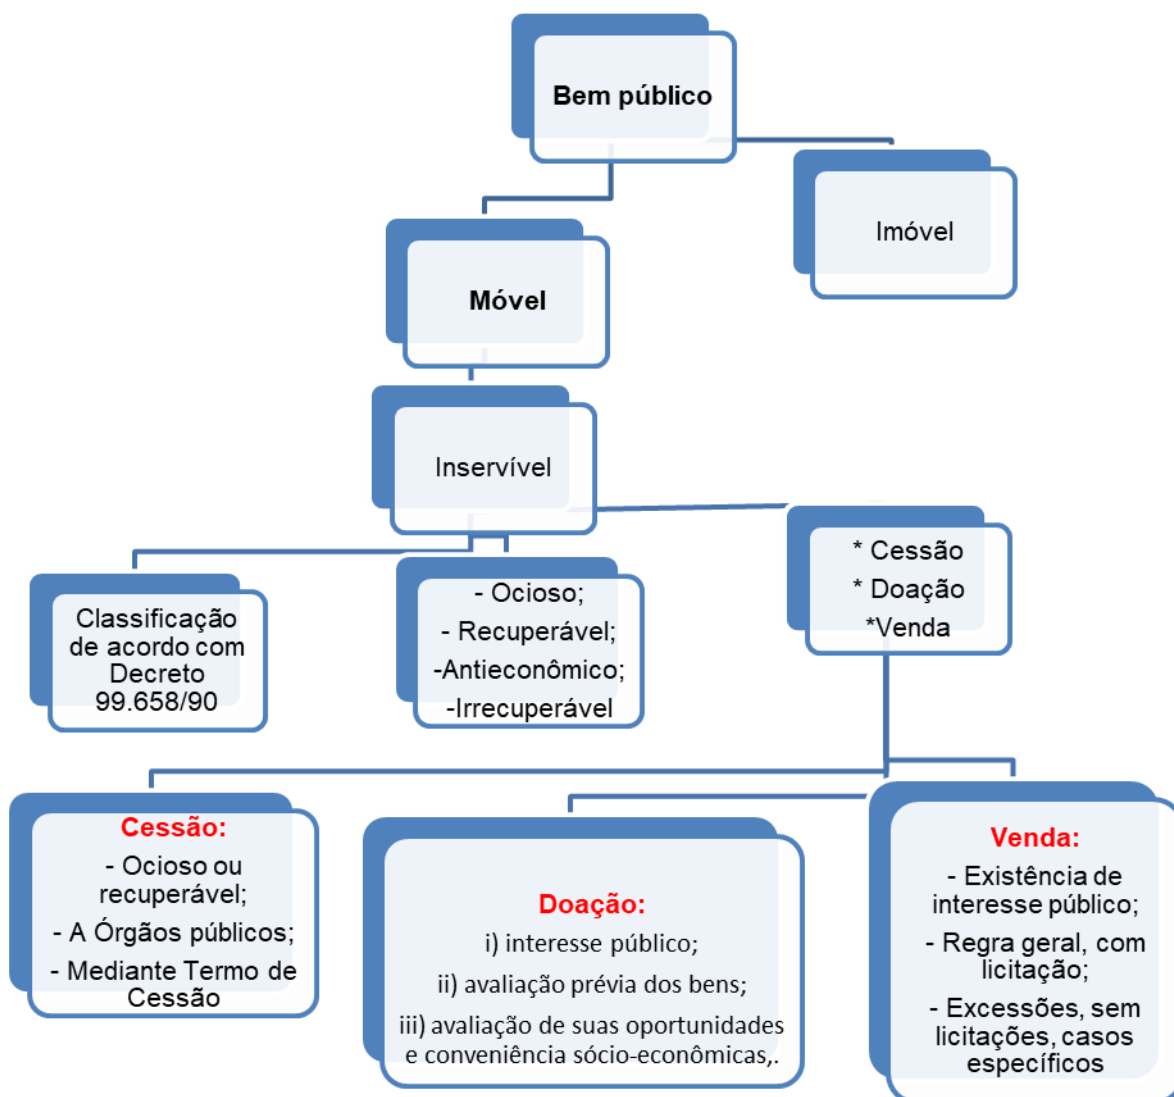 Bem público
Imóvel
Móvel
Inservível
Classificação
de acordo com
Decreto
99.658/90
- Ocioso;
- Recuperável;
-Antieconômico;
-Irrecuperável
* Cessão
* Doação
*Venda
Cessão:
- Ocioso ou
recuperável;
- A Órgãos públicos;
- Mediante Termo de
Cessão
Doação:
i) interesse público;
ii) avaliação prévia dos bens;
iii) avaliação de suas oportunidades
e conveniência sócio-econômicas,.
Venda:
- Existência de
interesse público;
- Regra geral, com
licitação;
- Excessões, sem
licitações, casos
específicos